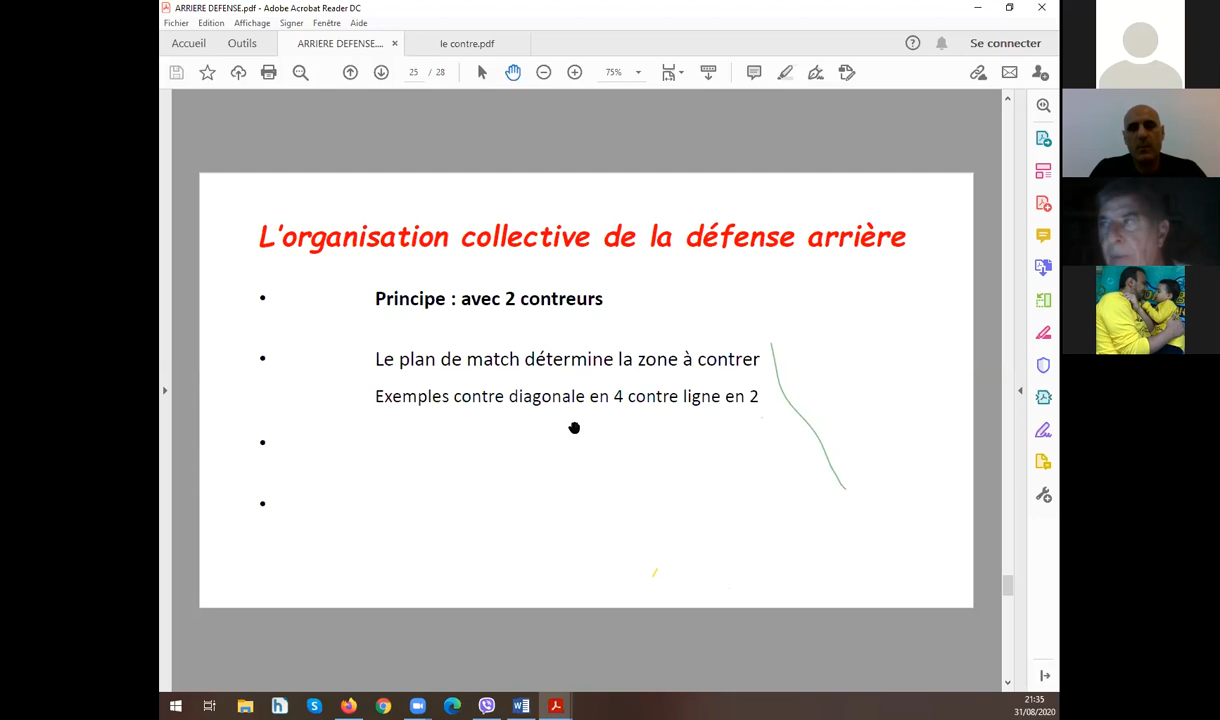 ARRIERE DEFENSE.pdf - Adobe Acrobat Reader DC
Fichier Edition Affichage Signer Fenêtre Aide
Accueil Outils ARRIERE DEFENSE.... × le contre.pdf Se connecter
25 / 28 75%
L'organisation collective de la défense arrière
• Principe : avec 2 contreurs
• Le plan de match détermine la zone à contrer
Exemples contre diagonale en 4 contre ligne en 2
•
•
21:35
31/08/2020